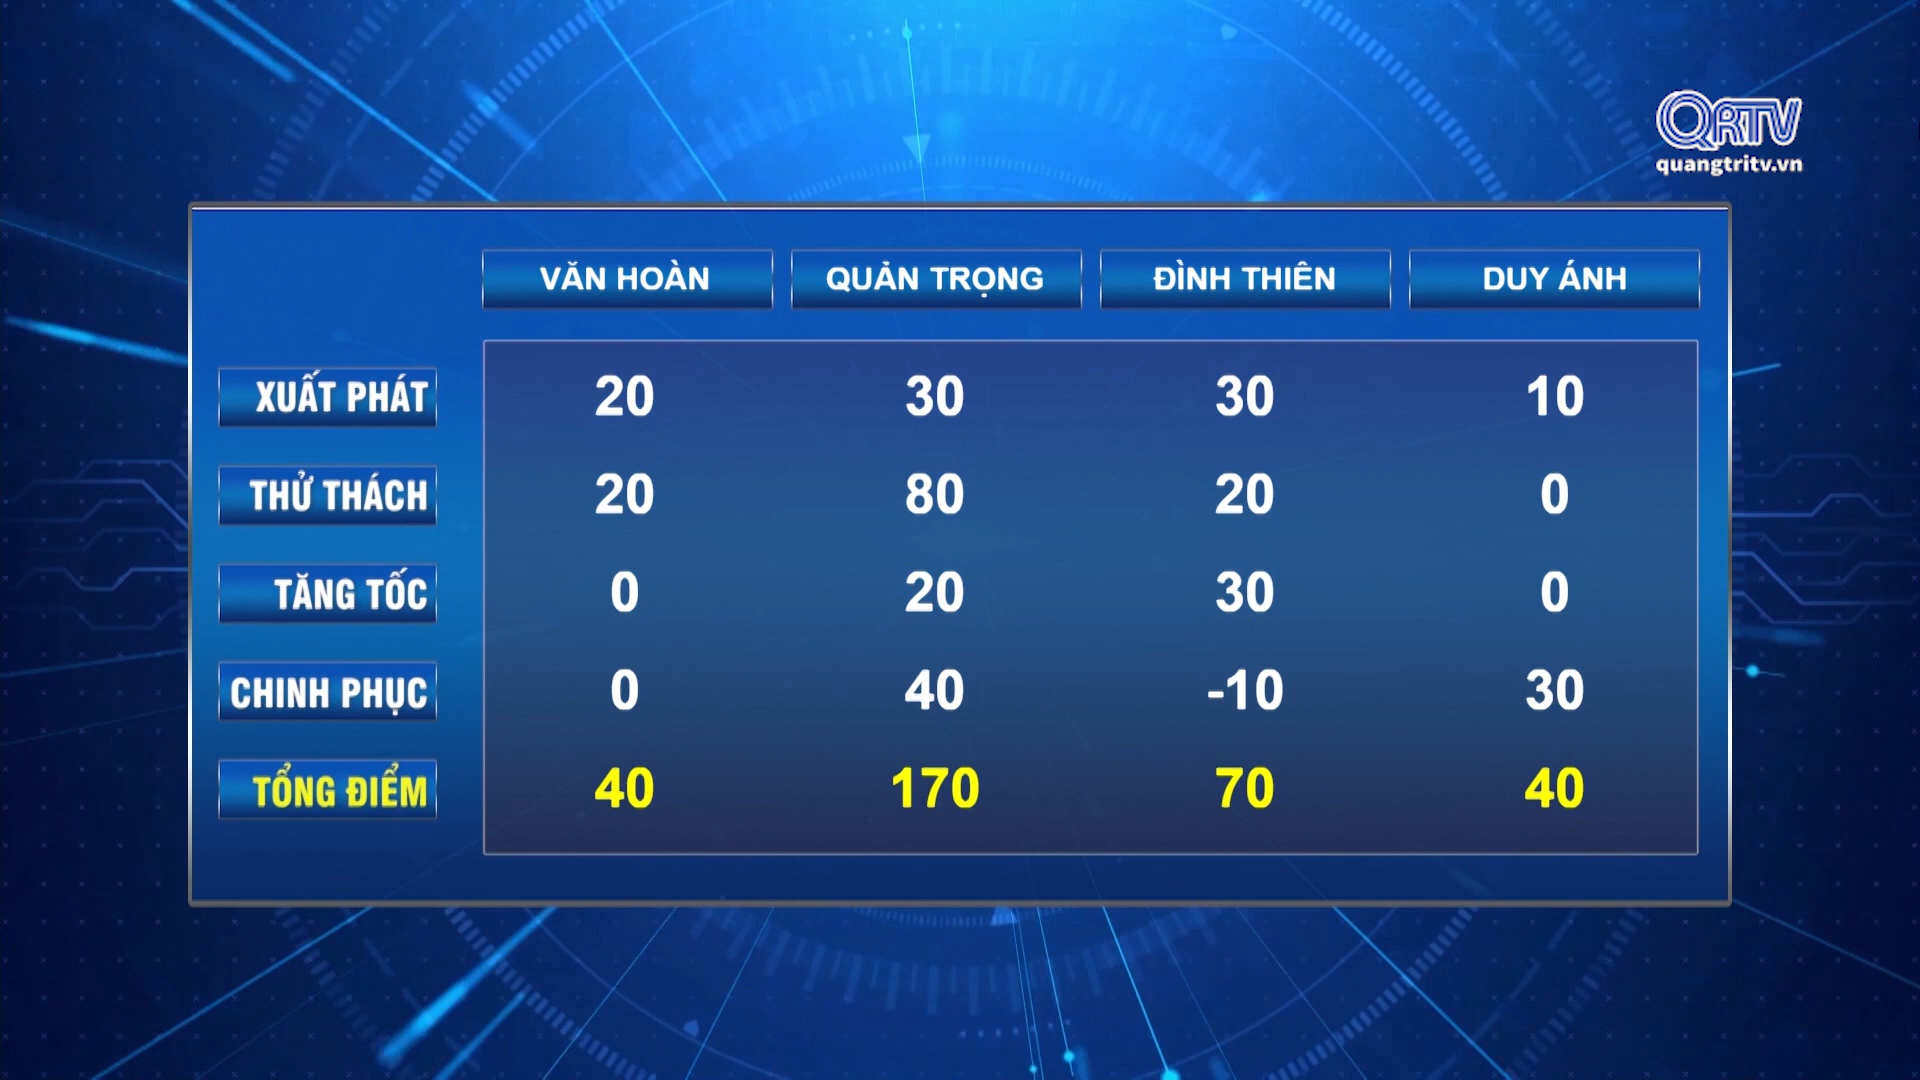 QRTV
quangtritv.vn
VĂN HOÀN QUẢN TRỌNG ĐÌNH THIÊN DUY ÁNH
XUẤT PHÁT 20 30 30 10
THỬ THÁCH 20 80 20 0
TĂNG TỐC 0 20 30 0
CHINH PHỤC 0 40 -10 30
TỔNG ĐIỂM 40 170 70 40